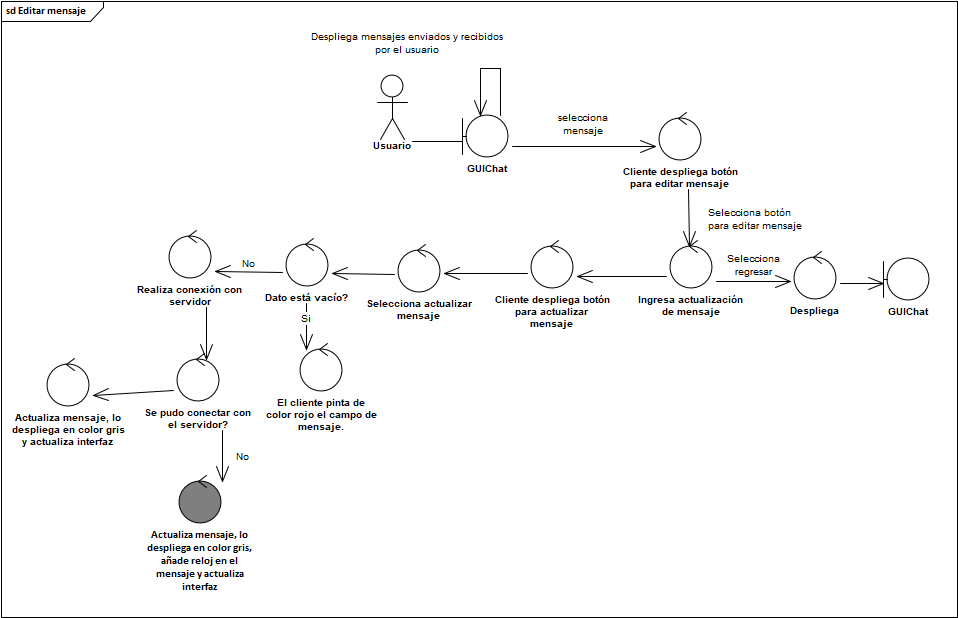 sd Editar mensaje
Despliega mensajes enviados y recibidos
por el usuario
Usuario
GUIChat
selecciona
mensaje
Cliente despliega botón
para editar mensaje
Selecciona botón
para editar mensaje
Selecciona
regresar
Ingresa actualización
de mensaje
Despliega
GUIChat
Cliente despliega botón
para actualizar
mensaje
Selecciona actualizar
mensaje
Dato está vacío?
No
Realiza conexión con
servidor
Si
El cliente pinta de
color rojo el campo de
mensaje.
Se pudo conectar con
el servidor?
Actualiza mensaje, lo
despliega en color gris
y actualiza interfaz
No
Actualiza mensaje, lo
despliega en color gris,
añade reloj en el
mensaje y actualiza
interfaz